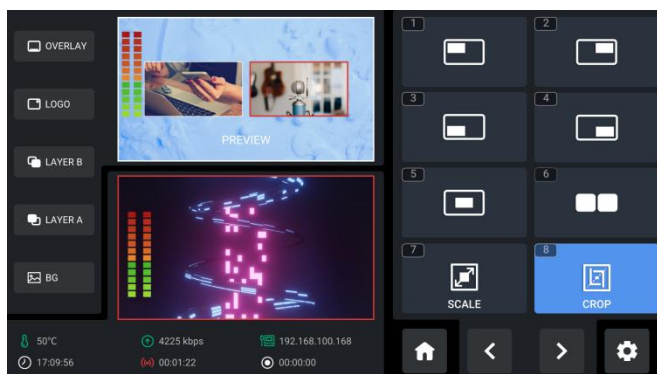 OVERLAY
LOGO
LAYER B
LAYER A
BG
PREVIEW
50°C
4225 kbps
192.168.100.168
17:09:56
00:01:22
00:00:00
1
2
3
4
5
6
7
SCALE
8
CROP